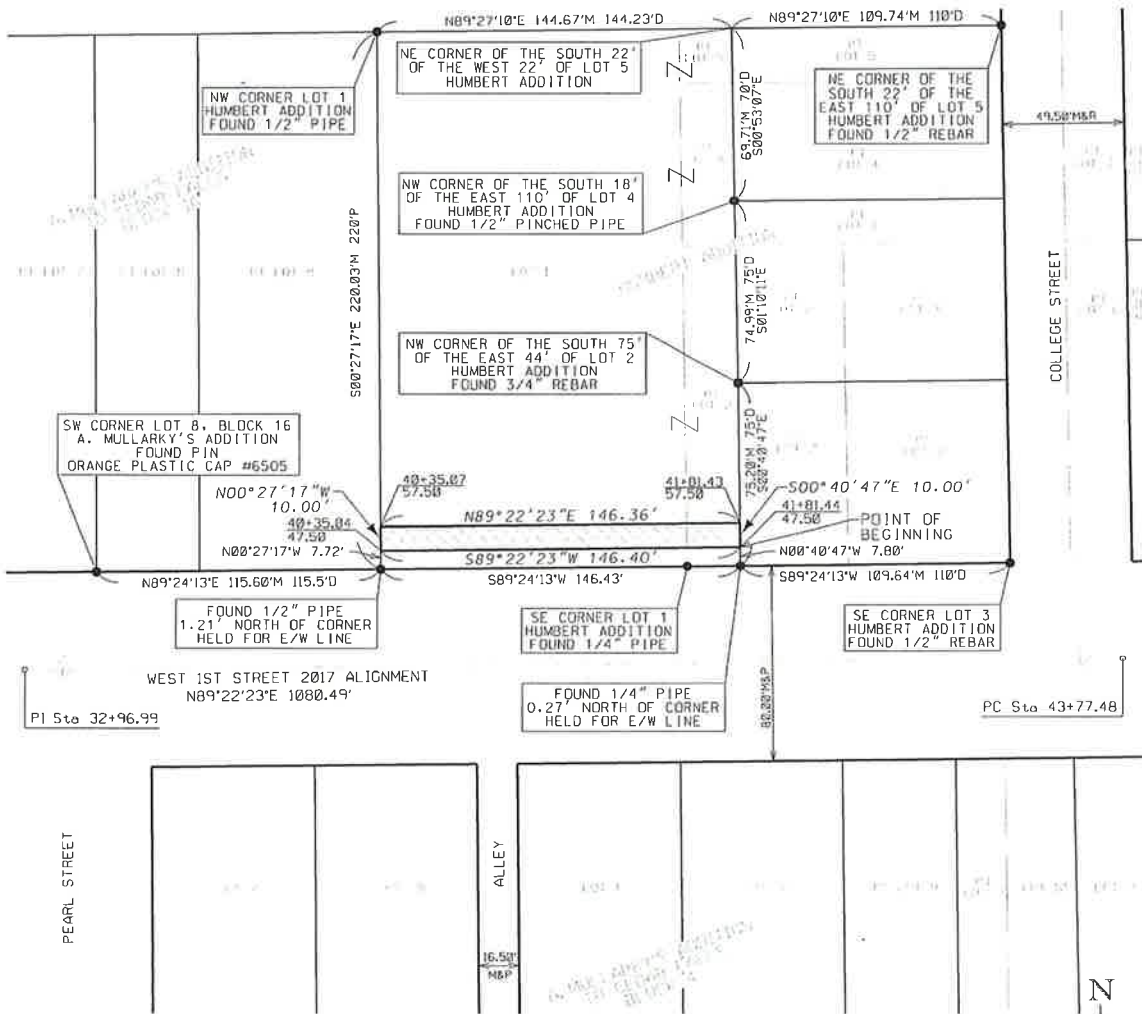 N89°27'10"E 144.67'M 144.23'D
N89°27'10"E 109.74'M 110'D
NE CORNER OF THE SOUTH 22'
OF THE WEST 22' OF LOT 5
HUMBERT ADDITION
NW CORNER LOT 1
HUMBERT ADDITION
FOUND 1/2" PIPE
69.71'M 70'D
S00°53'07"E
NE CORNER OF THE
SOUTH 22' OF THE
EAST 110' OF LOT 5
HUMBERT ADDITION
FOUND 1/2" REBAR
49.50'M&R
NW CORNER OF THE SOUTH 18'
OF THE EAST 110' OF LOT 4
HUMBERT ADDITION
FOUND 1/2" PINCHED PIPE
S00°27'17"E 220.03'M 220'P
LOT 1
HUMBERT ADDITION
74.99'M 75'D
S01°10'11"E
COLLEGE STREET
NW CORNER OF THE SOUTH 75'
OF THE EAST 44' OF LOT 2
HUMBERT ADDITION
FOUND 3/4" REBAR
SW CORNER LOT 8, BLOCK 16
A. MULLARKY'S ADDITION
FOUND PIN
ORANGE PLASTIC CAP #6505
75.20'M 75'D
S00°40'47"E
N00°27'17"W
10.00'
40+35.07
57.50
41+81.43
57.50
S00°40'47"E 10.00'
N89°22'23"E 146.36'
40+35.04
47.50
41+81.44
47.50
POINT OF
BEGINNING
N00°27'17"W 7.72'
S89°22'23"W 146.40'
N00°40'47"W 7.80'
N89°24'13"E 115.60'M 115.5'D
S89°24'13"W 146.43'
S89°24'13"W 109.64'M 110'D
FOUND 1/2" PIPE
1.21' NORTH OF CORNER
HELD FOR E/W LINE
SE CORNER LOT 1
HUMBERT ADDITION
FOUND 1/4" PIPE
SE CORNER LOT 3
HUMBERT ADDITION
FOUND 1/2" REBAR
WEST 1ST STREET 2017 ALIGNMENT
N89°22'23"E 1080.49'
FOUND 1/4" PIPE
0.27' NORTH OF CORNER
HELD FOR E/W LINE
80.00'M&P
PI Sta 32+96.99
PC Sta 43+77.48
PEARL STREET
ALLEY
16.50'
M&P
N